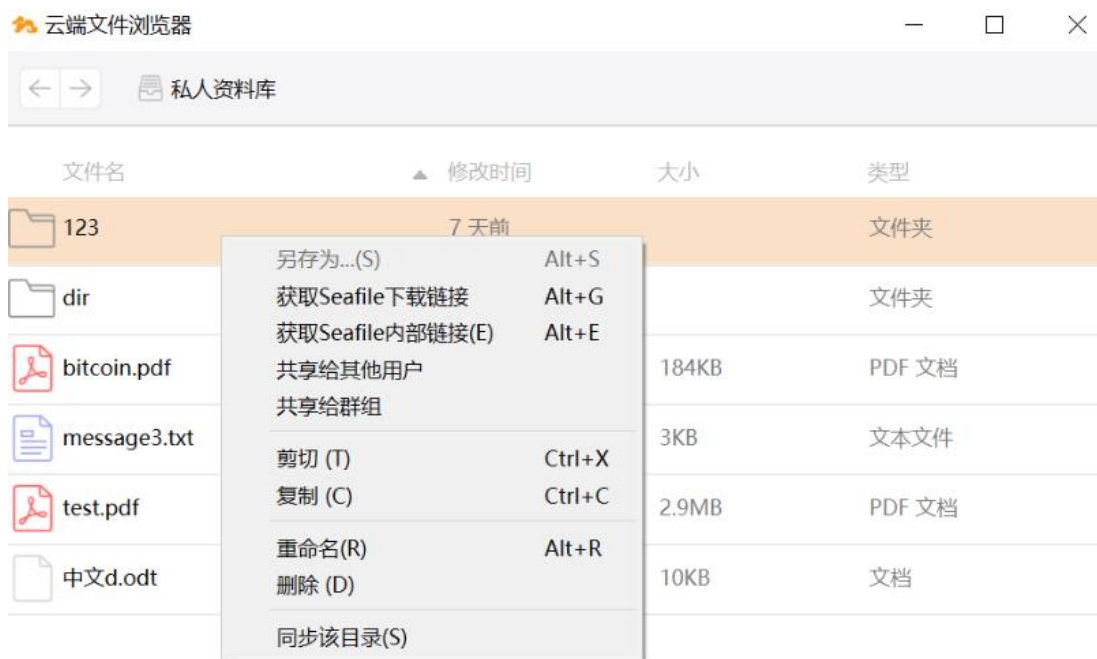 云端文件浏览器
私人资料库
文件名 修改时间 大小 类型
123 7 天前 文件夹
另存为...(S) Alt+S
获取Seafile下载链接 Alt+G
dir 文件夹
获取Seafile内部链接(E) Alt+E
bitcoin.pdf 184KB PDF 文档
共享给其他用户
共享给群组
message3.txt 3KB 文本文件
剪切 (T) Ctrl+X
复制 (C) Ctrl+C
test.pdf 2.9MB PDF 文档
重命名(R) Alt+R
中文d.odt 10KB 文档
删除 (D)
同步该目录(S)